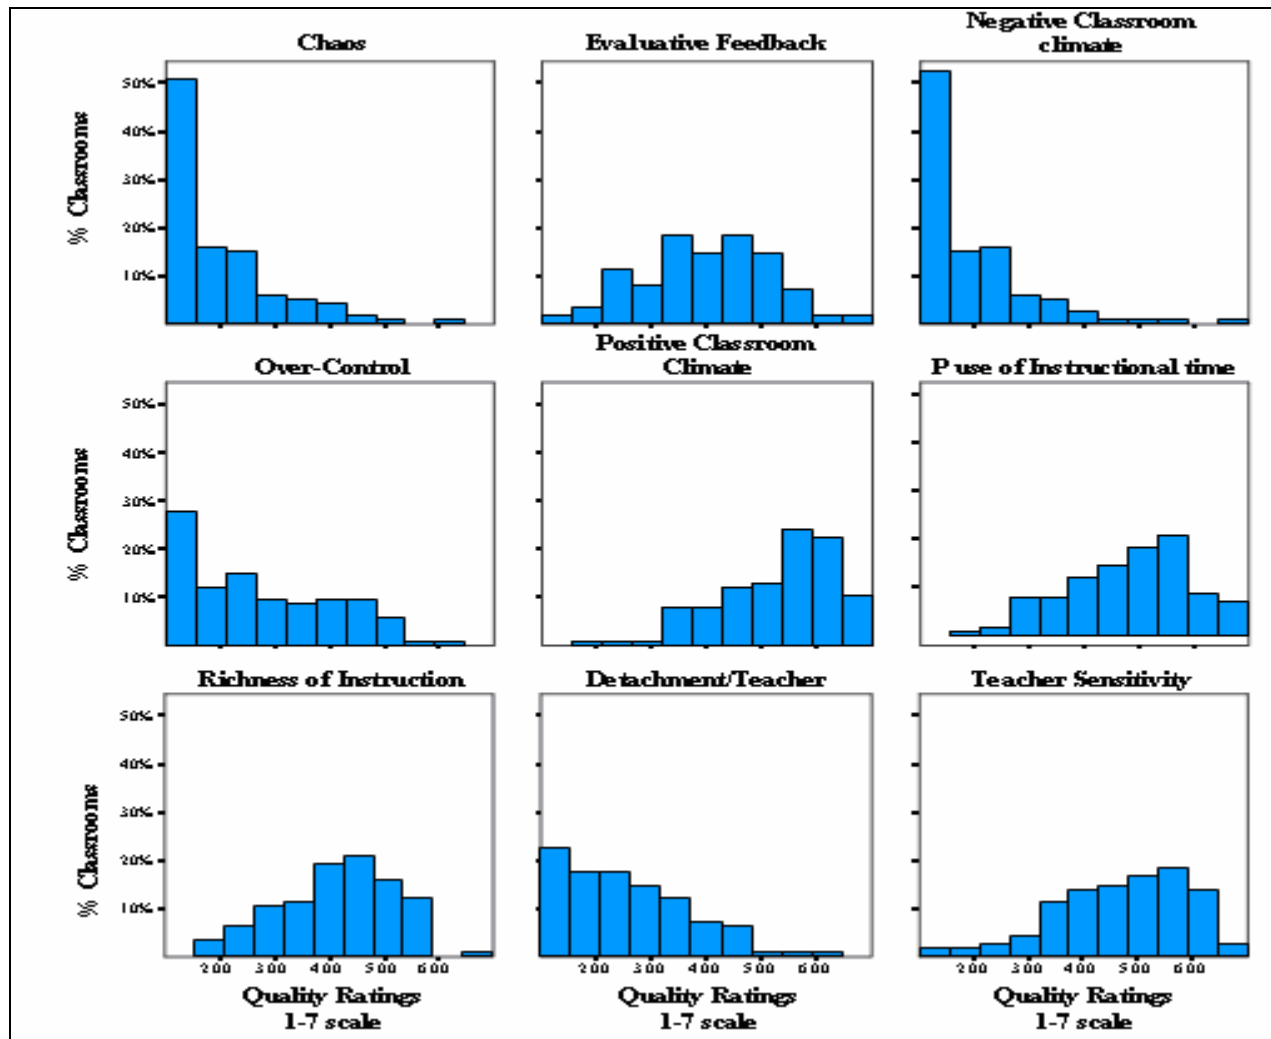 Chaos
Evaluative Feedback
Negative Classroom
climate
% Classrooms
50%
40%
30%
20%
10%
Over-Control
Positive Classroom
Climate
P use of Instructional time
% Classrooms
50%
40%
30%
20%
10%
Richness of Instruction
Detachment/Teacher
Teacher Sensitivity
% Classrooms
50%
40%
30%
20%
10%
200 300 400 500 600
200 300 400 500 600
200 300 400 500 600
Quality Ratings
1-7 scale
Quality Ratings
1-7 scale
Quality Ratings
1-7 scale